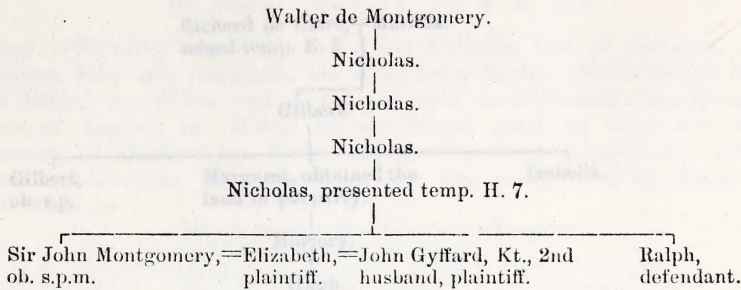 Walter de Montgomery.
Nicholas.
Nicholas.
Nicholas.
Nicholas, presented temp. H. 7.
Sir John Montgomery,=Elizabeth,=John Gyffard, Kt., 2nd Ralph,
ob. s.p.m. plaintiff. husband, plaintiff. defendant.